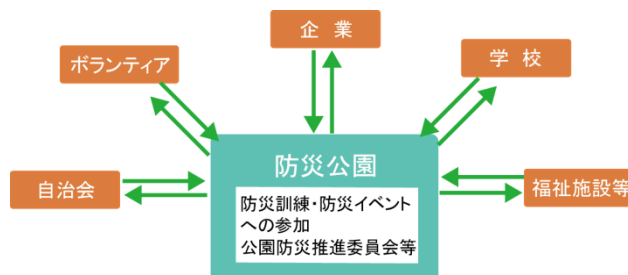 企業
ボランティア
学校
防災公園
自治会
福祉施設等
防災訓練・防災イベント
への参加
公園防災推進委員会等